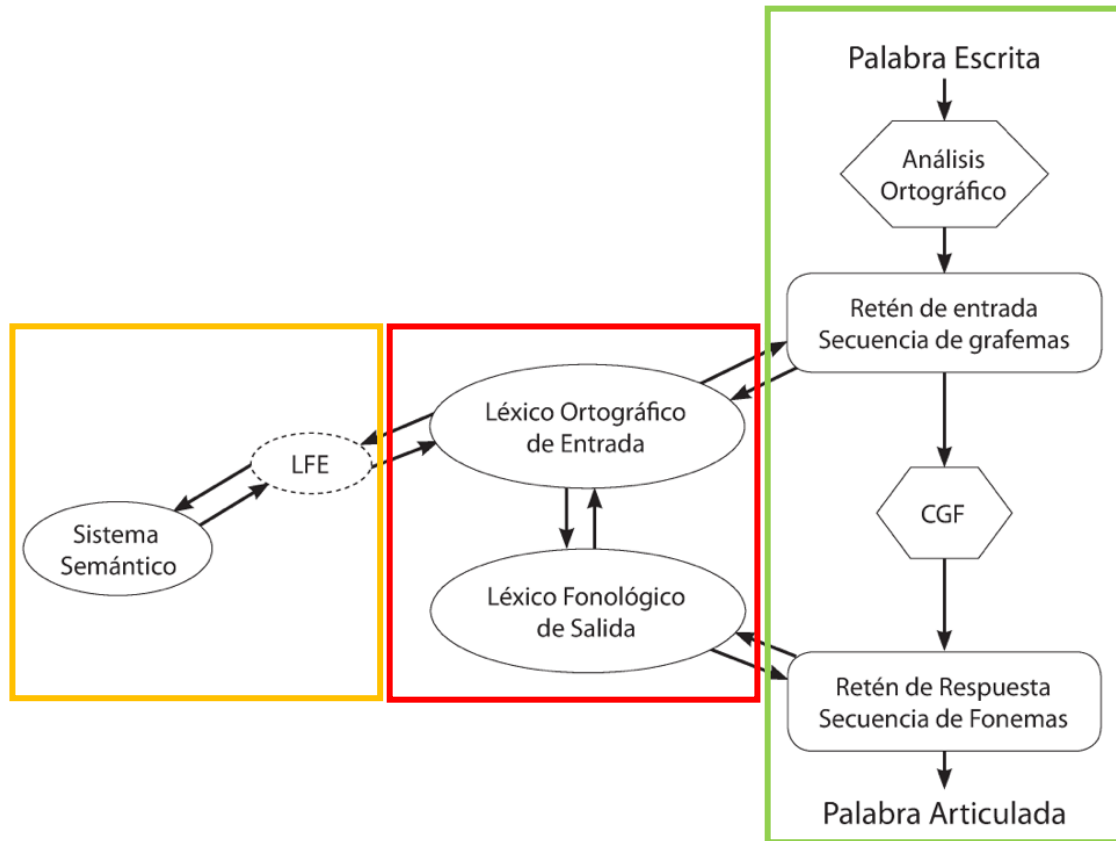 Palabra Escrita
Análisis
Ortográfico
Retén de entrada
Secuencia de grafemas
Léxico Ortográfico
de Entrada
LFE
Sistema
Semántico
CGF
Léxico Fonológico
de Salida
Retén de Respuesta
Secuencia de Fonemas
Palabra Articulada